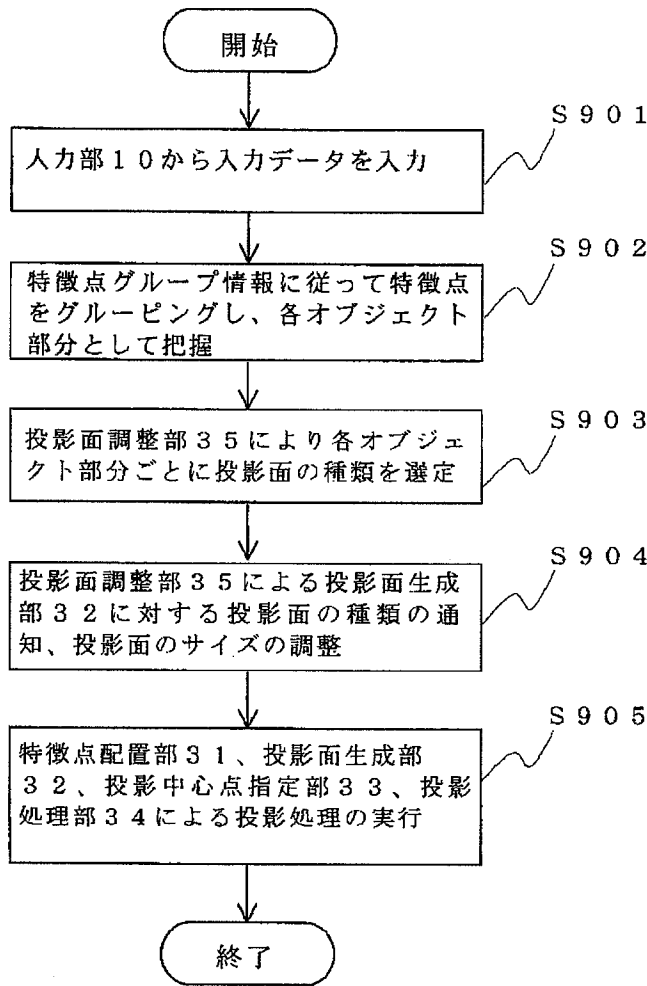 開始
S901
人力部10から入力データを入力
S902
特徴点グループ情報に従って特徴点
をグルーピングし、各オブジェクト
部分として把握
S903
投影面調整部35により各オブジェ
クト部分ごとに投影面の種類を選定
S904
投影面調整部35による投影面生成
部32に対する投影面の種類の通
知、投影面のサイズの調整
S905
特徴点配置部31、投影面生成部
32、投影中心点指定部33、投影
処理部34による投影処理の実行
終了